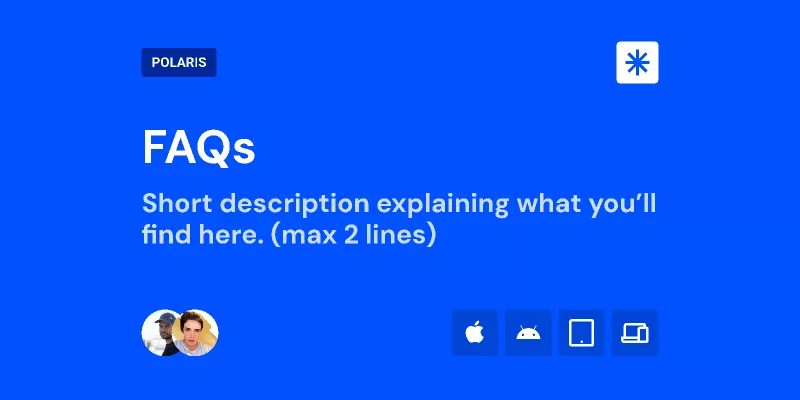 POLARIS
FAQs
Short description explaining what you’ll
find here. (max 2 lines)